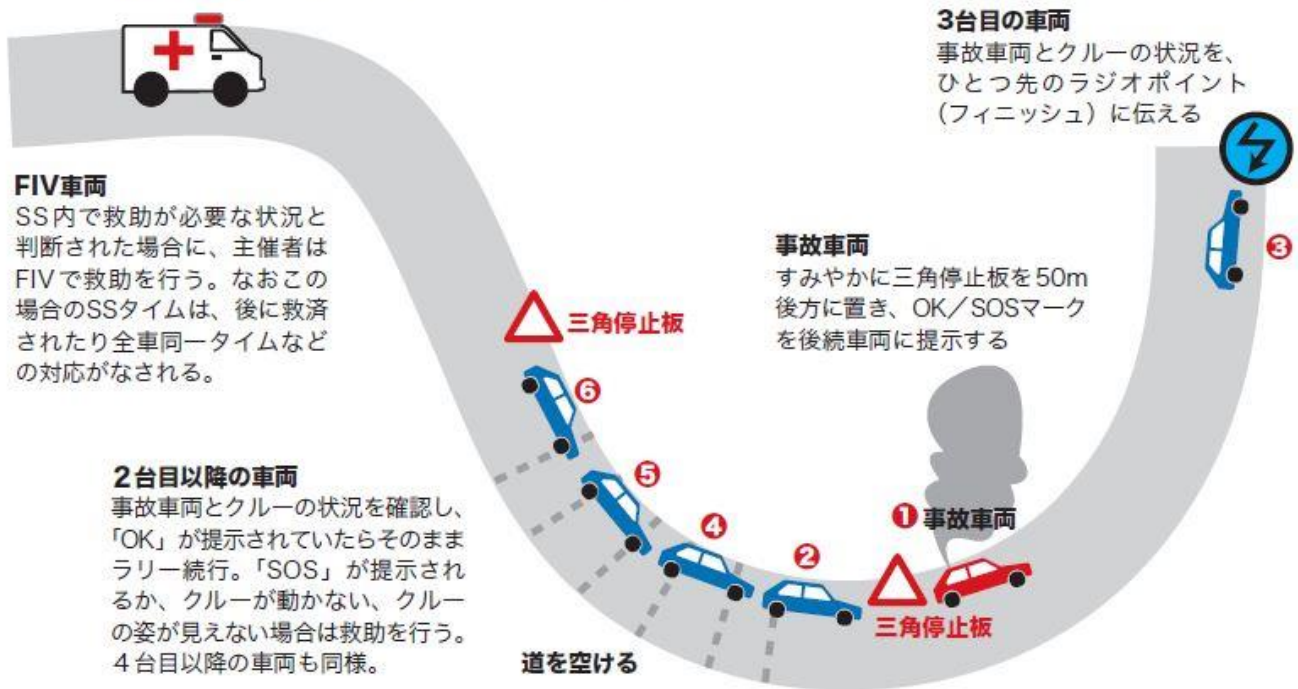 3台目の車両
事故車両とクルーの状況を、
ひとつ先のラジオポイント
(フィニッシュ)に伝える
FIV車両
SS内で救助が必要な状況と
判断された場合に、主催者は
FIVで救助を行う。なおこの
場合のSSタイムは、後に救済
されたり全車同一タイムなど
の対応がなされる。
事故車両
すみやかに三角停止板を50m
後方に置き、OK/SOSマーク
を後続車両に提示する
❸
三角停止板
❻
2台目以降の車両
事故車両とクルーの状況を確認し、
「OK」が提示されていたらそのまま
ラリー続行。「SOS」が提示され
るか、クルーが動かない、クルー
の姿が見えない場合は救助を行う。
4台目以降の車両も同様。
❺
❹
❷
❶事故車両
三角停止板
道を空ける